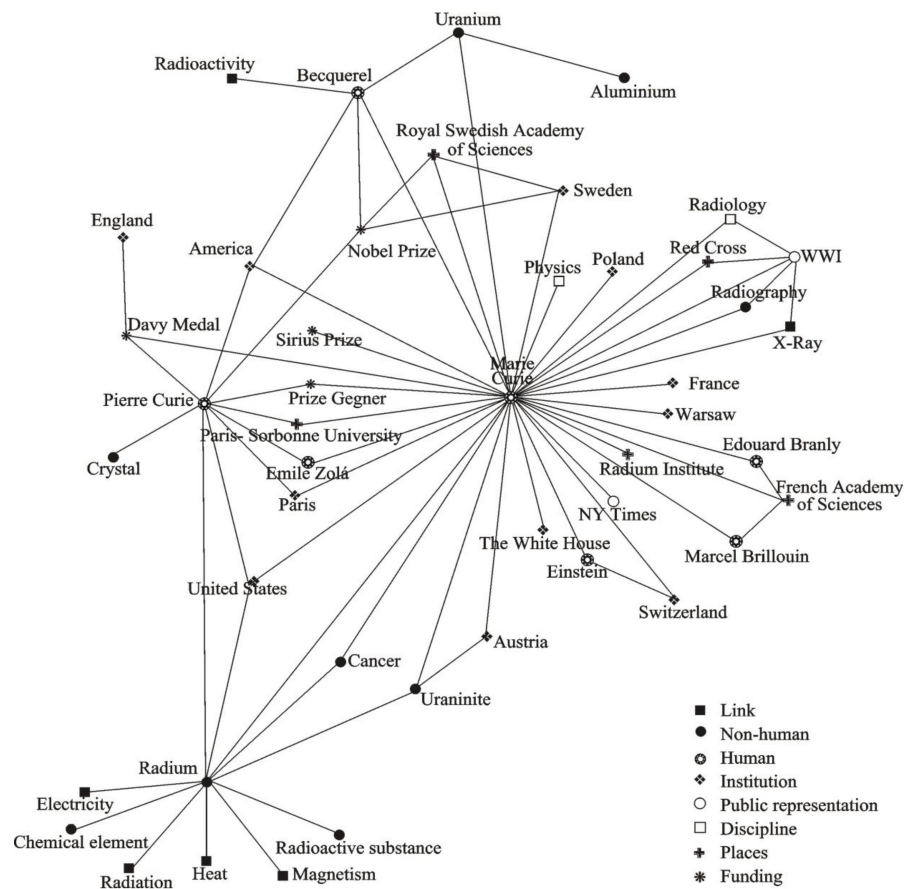 Uranium
Radioactivity
Becquerel
Aluminium
Royal Swedish Academy
of Sciences
Sweden
Radiology
England
America
Nobel Prize
Physics
Poland
Red Cross
WWI
Radiography
Davy Medal
Sirius Prize
X-Ray
Marie
Curie
France
Pierre Curie
Prize Gegner
Warsaw
Paris- Sorbonne University
Edouard Branly
Crystal
Emile Zolá
Radium Institute
Paris
NY Times
French Academy
of Sciences
The White House
Marcel Brillouin
Einstein
United States
Switzerland
Austria
Cancer
Uraninite
Radium
Electricity
Chemical element
Radioactive substance
Radiation
Heat
Magnetism
Link
Non-human
Human
Institution
Public representation
Discipline
Places
Funding